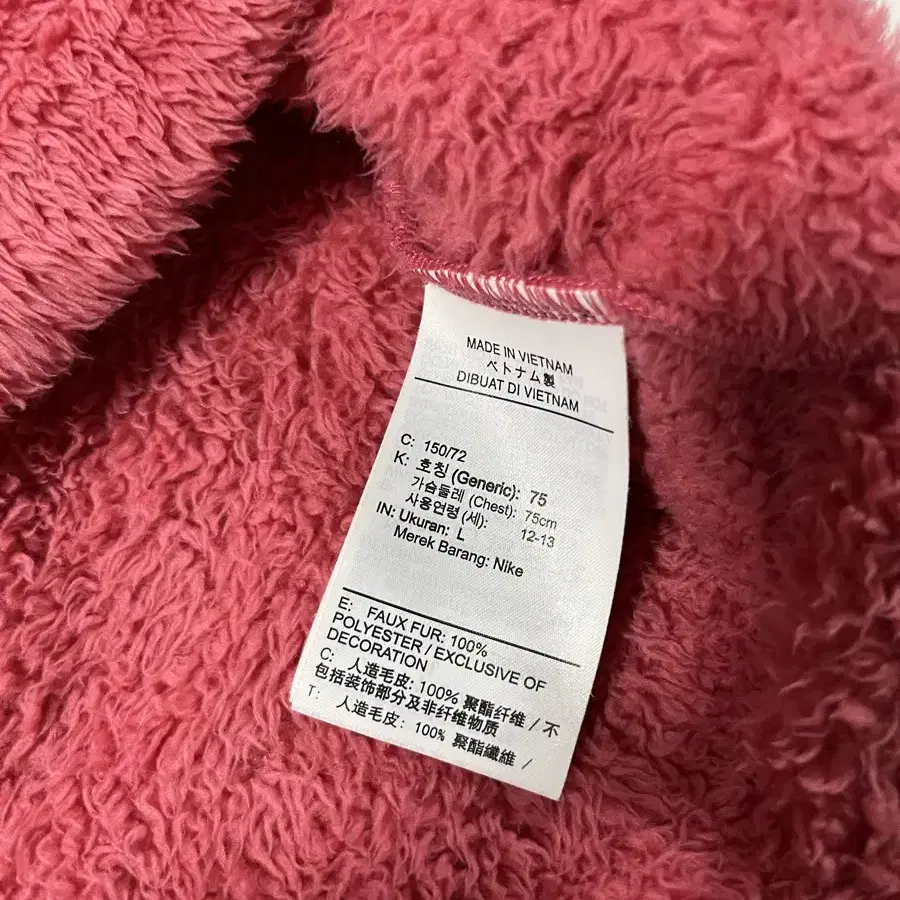 MADE IN VIETNAM
ベトナム製
DIBUAT DI VIETNAM
C: 150/72
K: 호칭 (Generic): 75
가슴둘레 (Chest): 75cm
사용연령 (세): 12-13
IN: Ukuran: L
Merek Barang: Nike
E: FAUX FUR: 100%
POLYESTER / EXCLUSIVE OF
DECORATION
C: 人造毛皮: 100% 聚酯纤维 / 不
包括装饰部分及非纤维物质
T: 人造毛皮: 100% 聚酯纖維 /